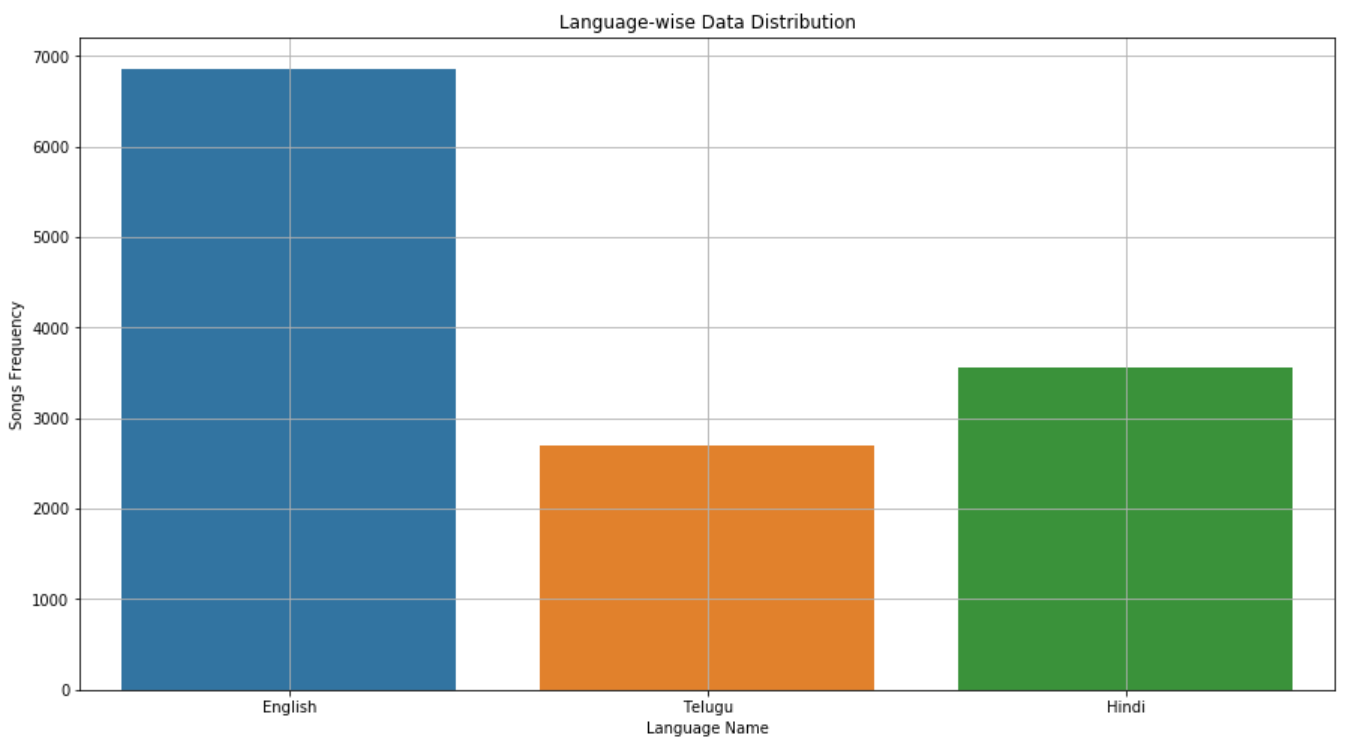 Language-wise Data Distribution
7000
6000
5000
4000
3000
2000
1000
0
Songs Frequency
English
Telugu
Hindi
Language Name